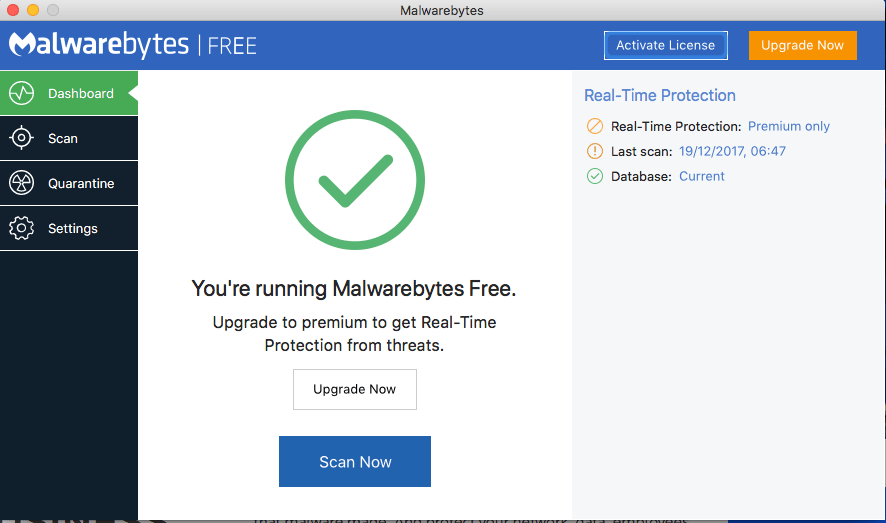 Malwarebytes
Malwarebytes | FREE
Activate License
Upgrade Now
Dashboard
Scan
Quarantine
Settings
You're running Malwarebytes Free.
Upgrade to premium to get Real-Time
Protection from threats.
Upgrade Now
Scan Now
Real-Time Protection
Real-Time Protection: Premium only
Last scan: 19/12/2017, 06:47
Database: Current